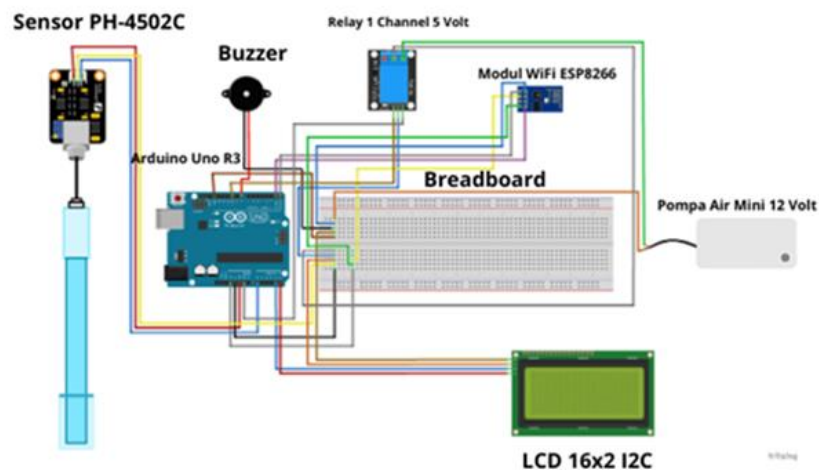 Sensor PH-4502C
Relay 1 Channel 5 Volt
Buzzer
Modul WiFi ESP8266
Arduino Uno R3
Breadboard
Pompa Air Mini 12 Volt
LCD 16x2 I2C
fritzing